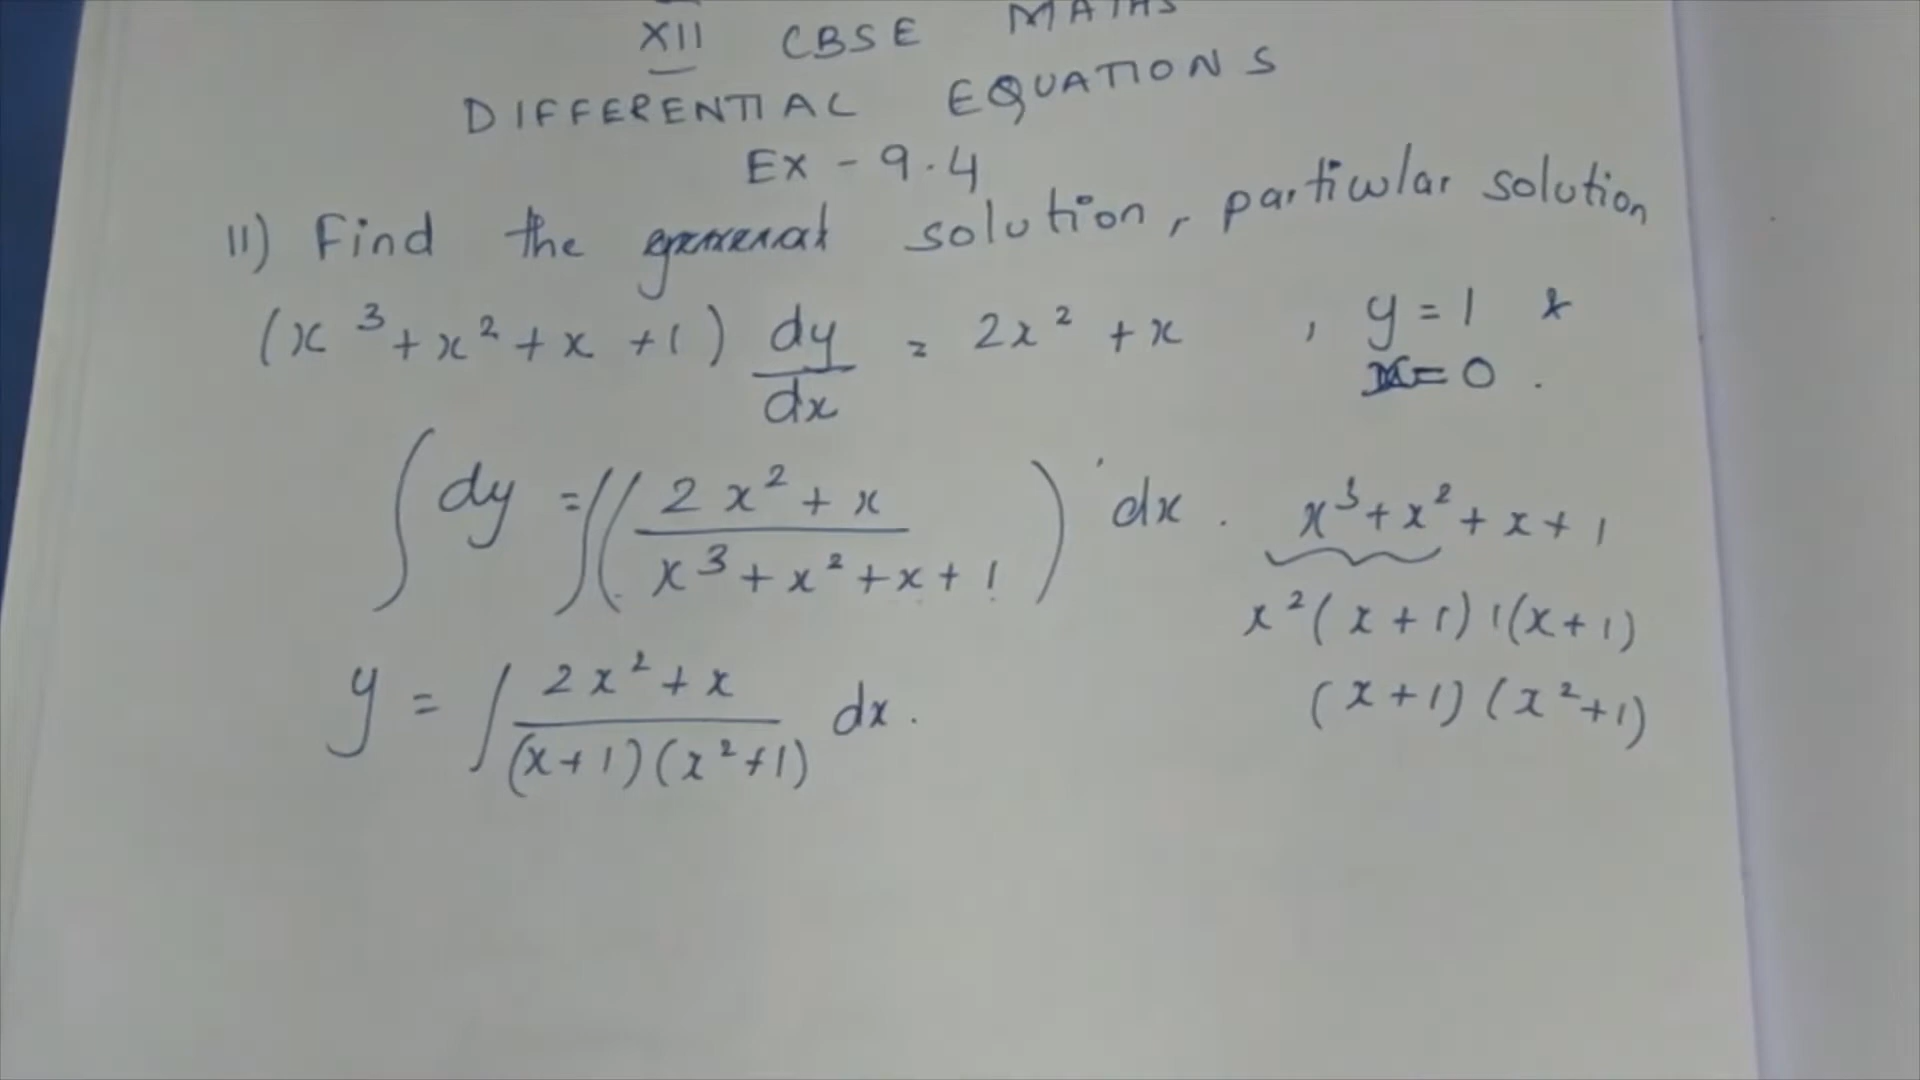 XII CBSE MATHS
DIFFERENTIAL EQUATIONS
Ex - 9.4
11) Find the general solution, particular solution
(x³ + x² + x + 1) dy/dx = 2x² + x , y = 1 &
x = 0 .
∫ dy = ∫ ( (2x² + x)/(x³ + x² + x + 1) ) dx .
x³ + x² + x + 1
x² ( x + 1) 1(x + 1)
y = ∫ (2x² + x)/((x+1)(x²+1)) dx .
(x + 1) (x² + 1)